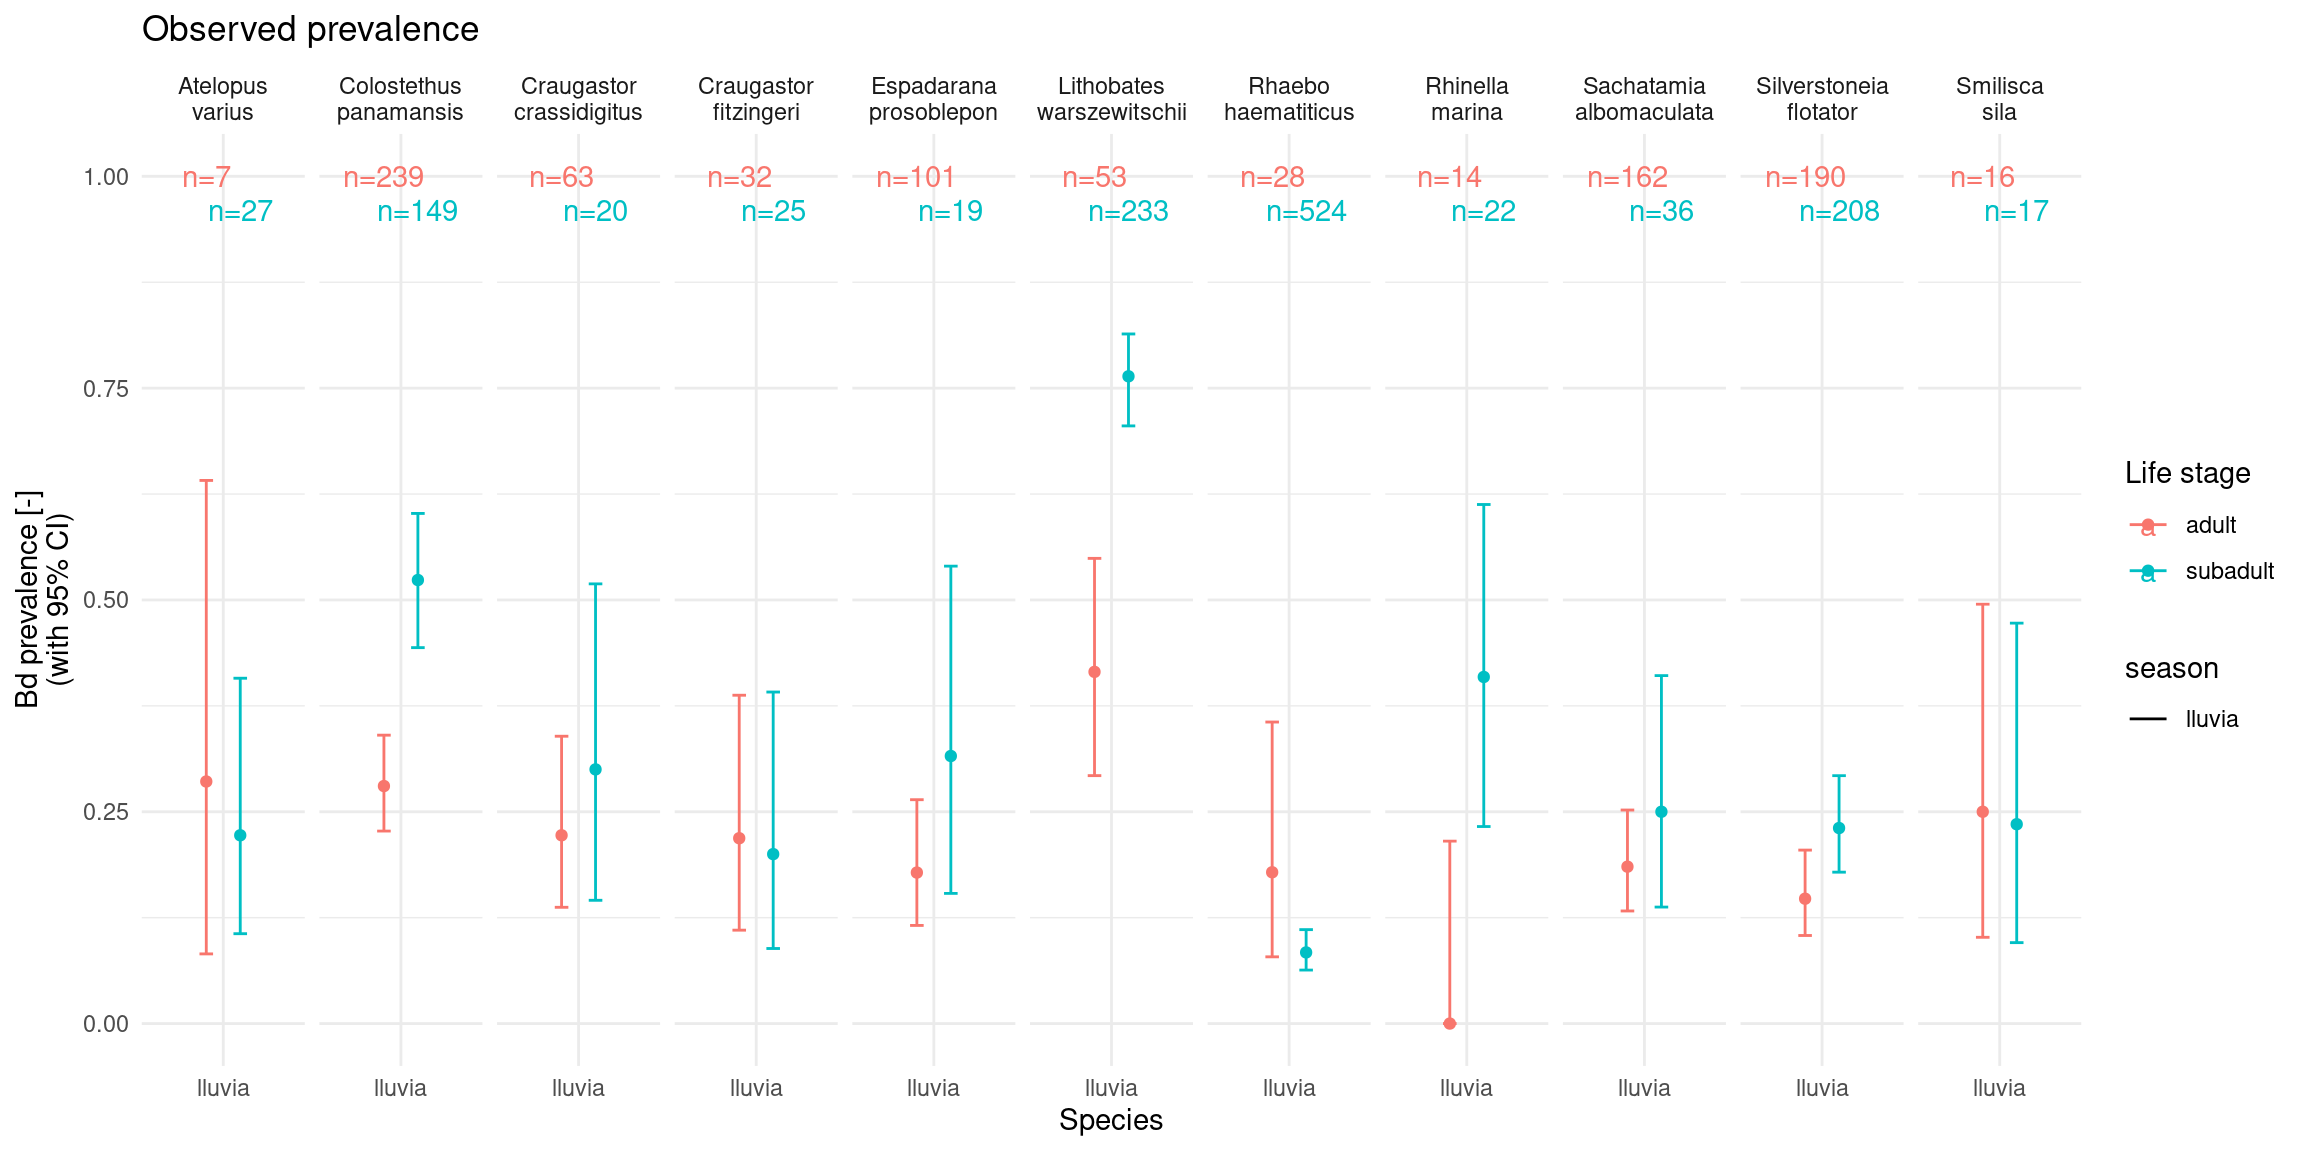 Observed prevalence
Atelopus
varius
Colostethus
panamansis
Craugastor
crassidigitus
Craugastor
fitzingeri
Espadarana
prosoblepon
Lithobates
warszewitschii
Rhaebo
haematiticus
Rhinella
marina
Sachatamia
albomaculata
Silverstoneia
flotator
Smilisca
sila
n=7
n=27
n=239
n=149
n=63
n=20
n=32
n=25
n=101
n=19
n=53
n=233
n=28
n=524
n=14
n=22
n=162
n=36
n=190
n=208
n=16
n=17
1.00
0.75
0.50
0.25
0.00
Bd prevalence [-]
(with 95% CI)
lluvia
lluvia
lluvia
lluvia
lluvia
lluvia
lluvia
lluvia
lluvia
lluvia
lluvia
Species
Life stage
a adult
a subadult
season
lluvia